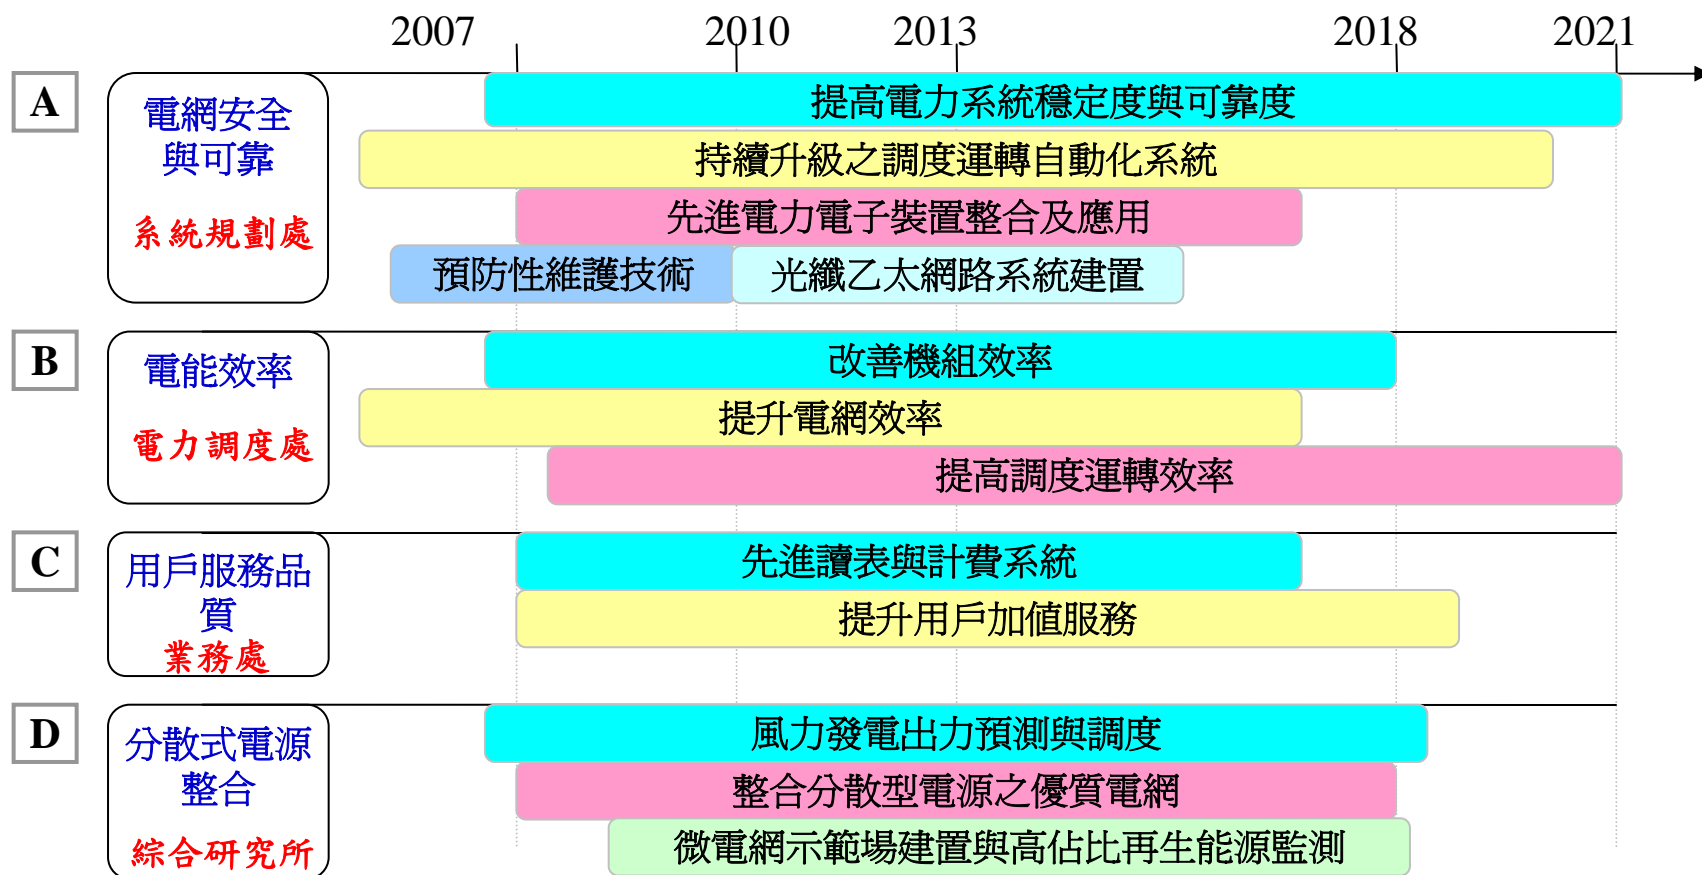 2007 2010 2013 2018 2021
A
電網安全
與可靠
系統規劃處
提高電力系統穩定度與可靠度
持續升級之調度運轉自動化系統
先進電力電子裝置整合及應用
預防性維護技術 光纖乙太網路系統建置
B
電能效率
電力調度處
改善機組效率
提升電網效率
提高調度運轉效率
C
用戶服務品
質
業務處
先進讀表與計費系統
提升用戶加值服務
D
分散式電源
整合
綜合研究所
風力發電出力預測與調度
整合分散型電源之優質電網
微電網示範場建置與高佔比再生能源監測